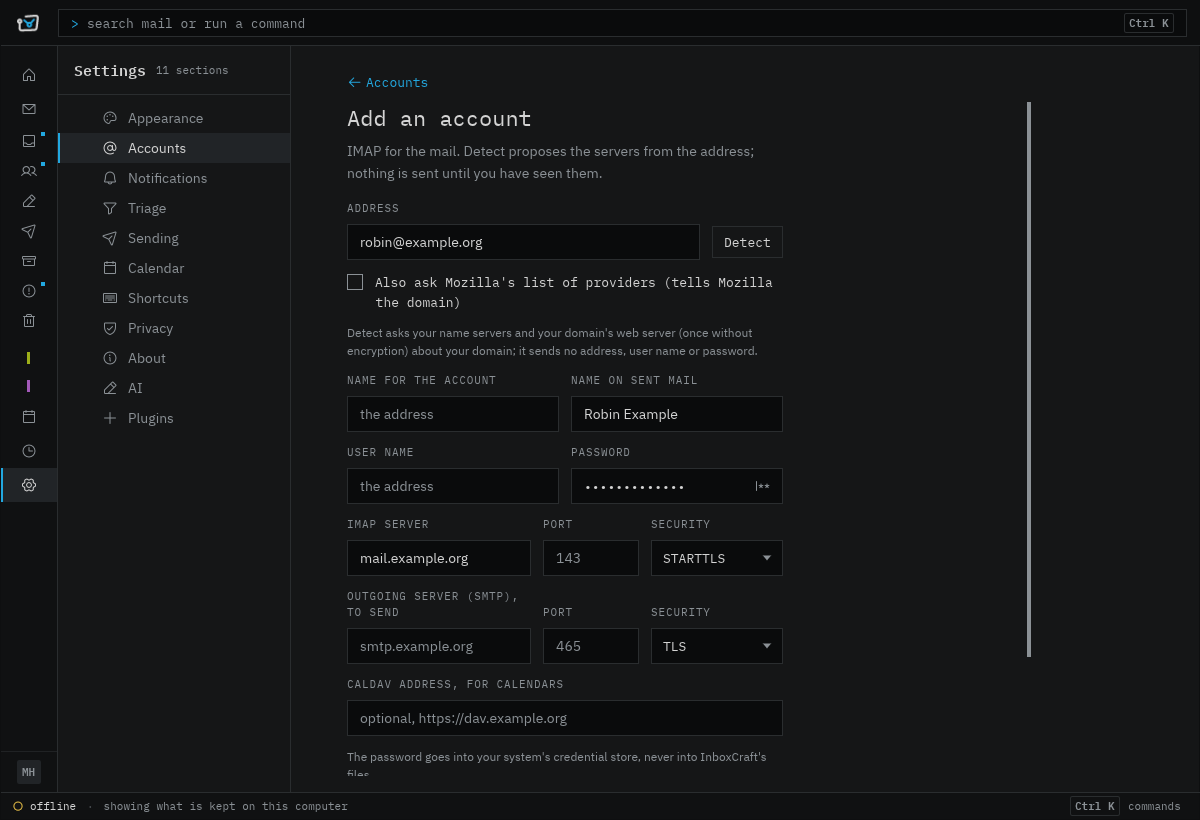 > search mail or run a command
Ctrl K
Settings 11 sections
Appearance
Accounts
Notifications
Triage
Sending
Calendar
Shortcuts
Privacy
About
AI
Plugins
MH
← Accounts
Add an account
IMAP for the mail. Detect proposes the servers from the address;
nothing is sent until you have seen them.
ADDRESS
robin@example.org
Detect
Also ask Mozilla's list of providers (tells Mozilla
the domain)
Detect asks your name servers and your domain's web server (once without
encryption) about your domain; it sends no address, user name or password.
NAME FOR THE ACCOUNT
NAME ON SENT MAIL
the address
Robin Example
USER NAME
PASSWORD
the address
•••••••••••••
|**
IMAP SERVER
PORT
SECURITY
mail.example.org
143
STARTTLS
OUTGOING SERVER (SMTP),
TO SEND
PORT
SECURITY
smtp.example.org
465
TLS
CALDAV ADDRESS, FOR CALENDARS
optional, https://dav.example.org
The password goes into your system's credential store, never into InboxCraft's
files.
offline · showing what is kept on this computer
Ctrl K commands